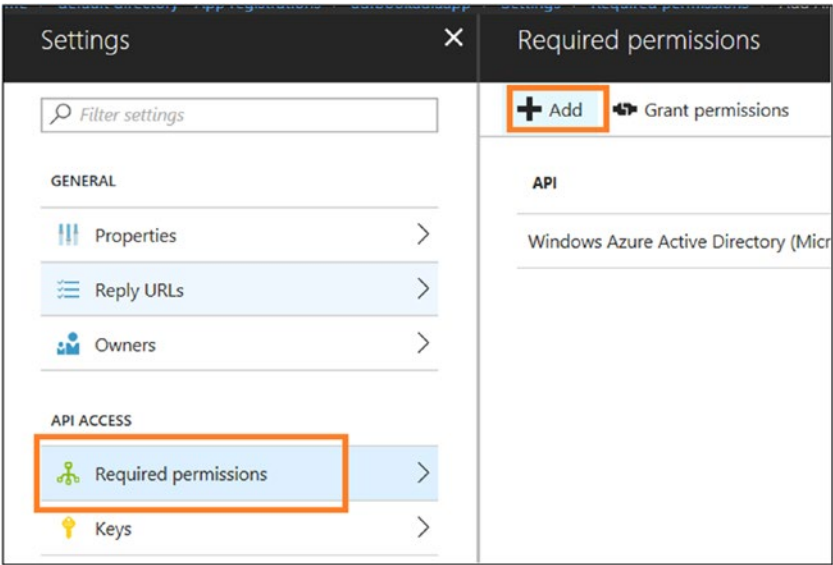 Settings
Required permissions
Filter settings
Add
Grant permissions
GENERAL
API
Properties
Windows Azure Active Directory (Micr
Reply URLs
Owners
API ACCESS
Required permissions
Keys